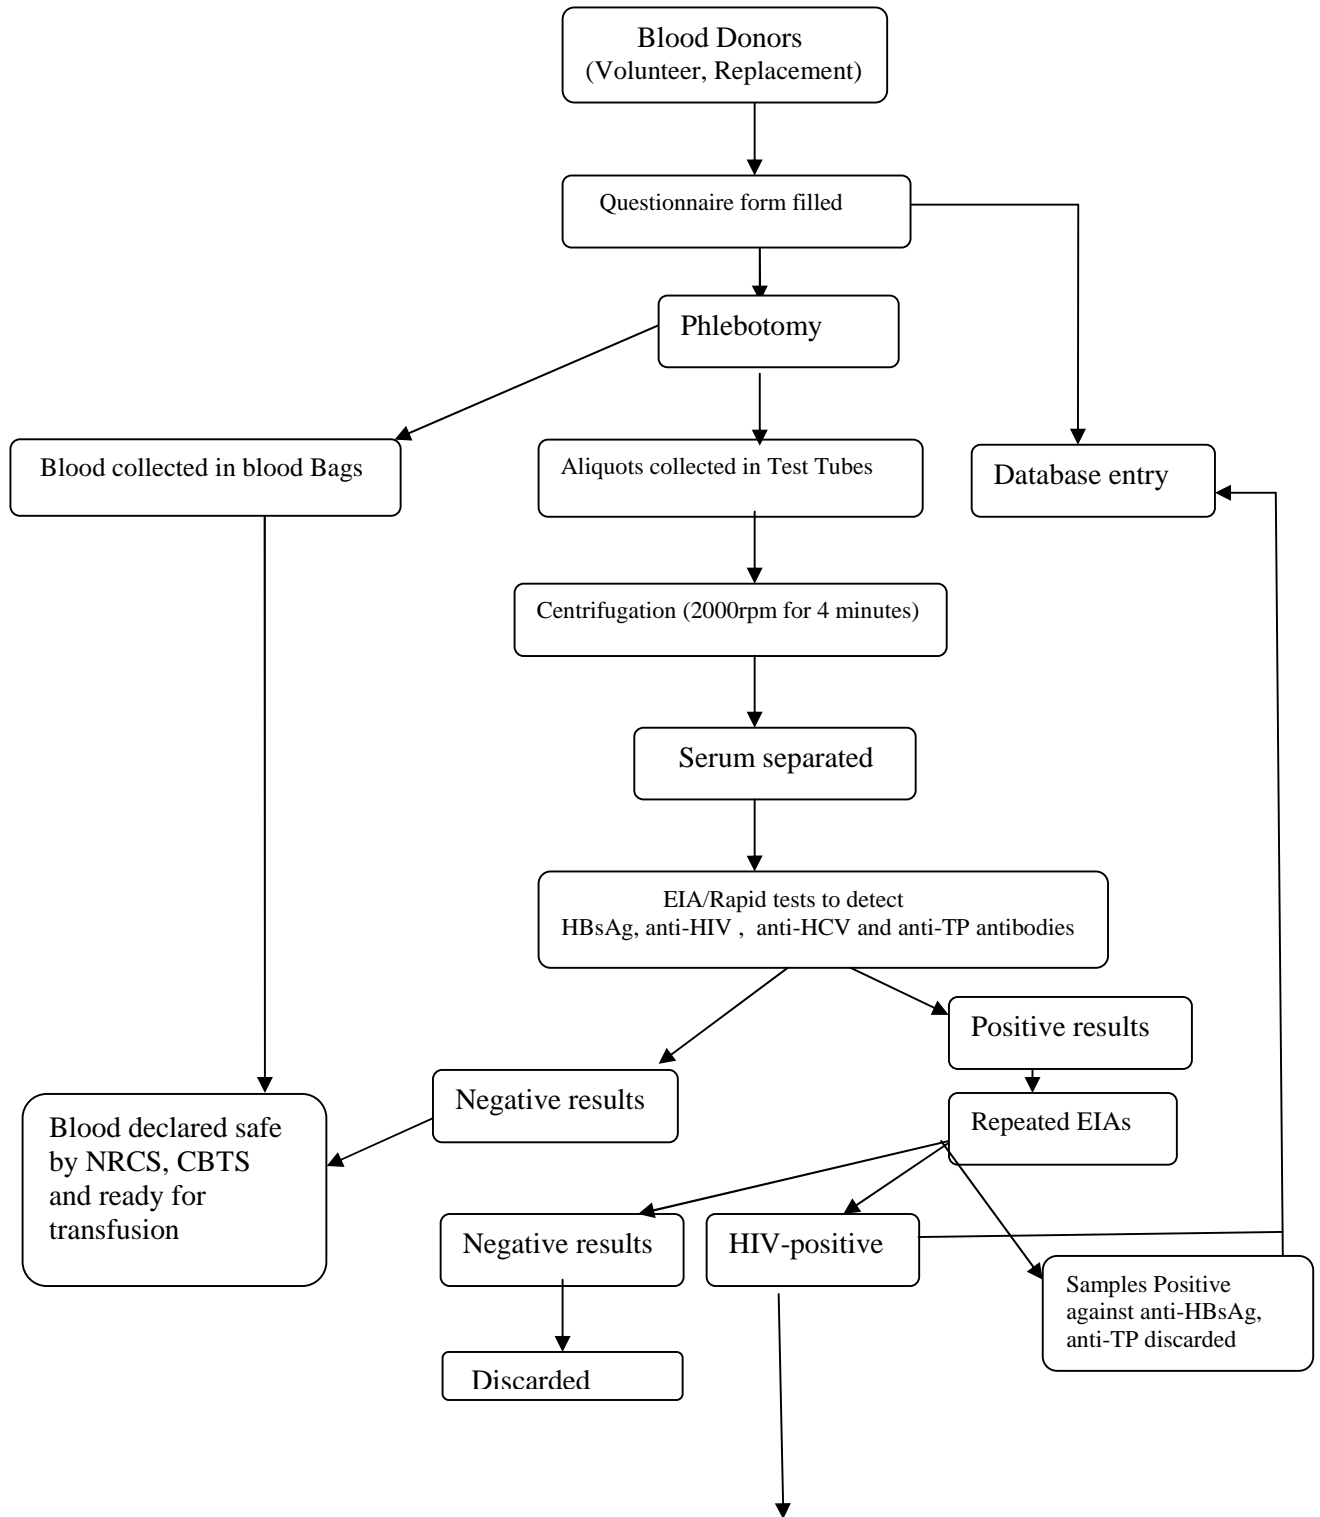 Blood Donors
(Volunteer, Replacement)
Questionnaire form filled
Phlebotomy
Blood collected in blood Bags
Aliquots collected in Test Tubes
Database entry
Centrifugation (2000rpm for 4 minutes)
Serum separated
EIA/Rapid tests to detect
HBsAg, anti-HIV , anti-HCV and anti-TP antibodies
Positive results
Negative results
Repeated EIAs
Blood declared safe
by NRCS, CBTS
and ready for
transfusion
Negative results
HIV-positive
Samples Positive
against anti-HBsAg,
anti-TP discarded
Discarded